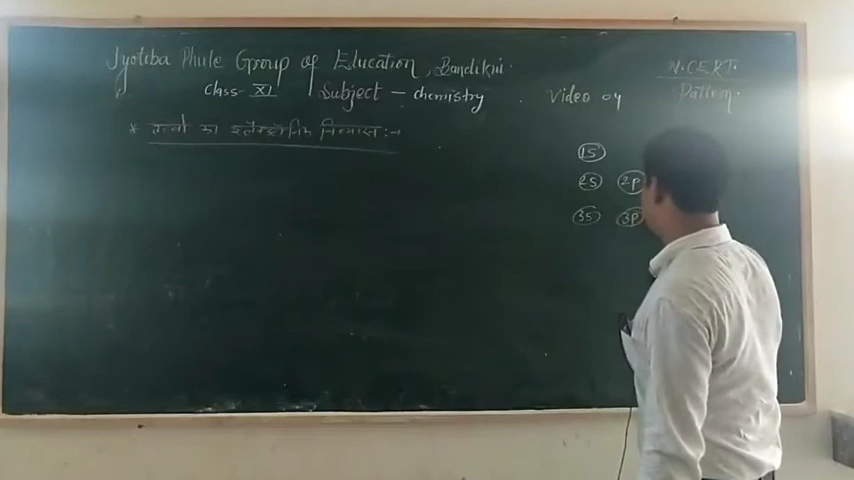 Jyotiba Phule Group of Education, Bandikui.
N.CERT.
Class- XI Subject - chemistry. Video 04
Pattern
* तत्वों का इलेक्ट्रॉनिक विन्यास :-
1S
2S 2P
3S 3P